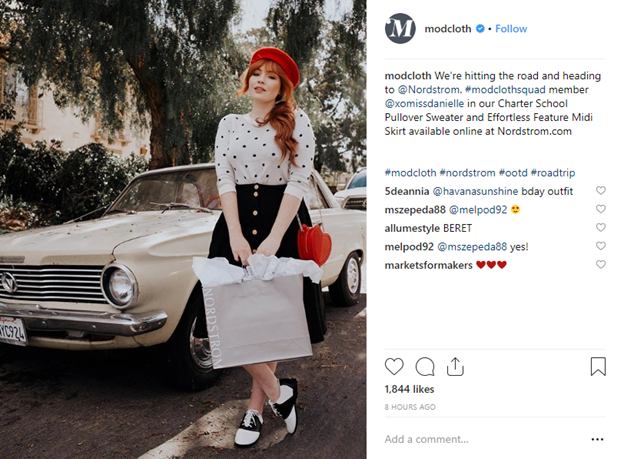 NORDSTROM
YC924
M
modcloth • Follow
modcloth We're hitting the road and heading
to @Nordstrom. #modclothsquad member
@xomissdanielle in our Charter School
Pullover Sweater and Effortless Feature Midi
Skirt available online at Nordstrom.com
#modcloth #nordstrom #ootd #roadtrip
5deannia @havanasunshine bday outfit
mszepeda88 @melpod92 😍
allumestyle BERET
melpod92 @mszepeda88 yes!
marketsformakers ♥♥♥
1,844 likes
8 HOURS AGO
Add a comment...